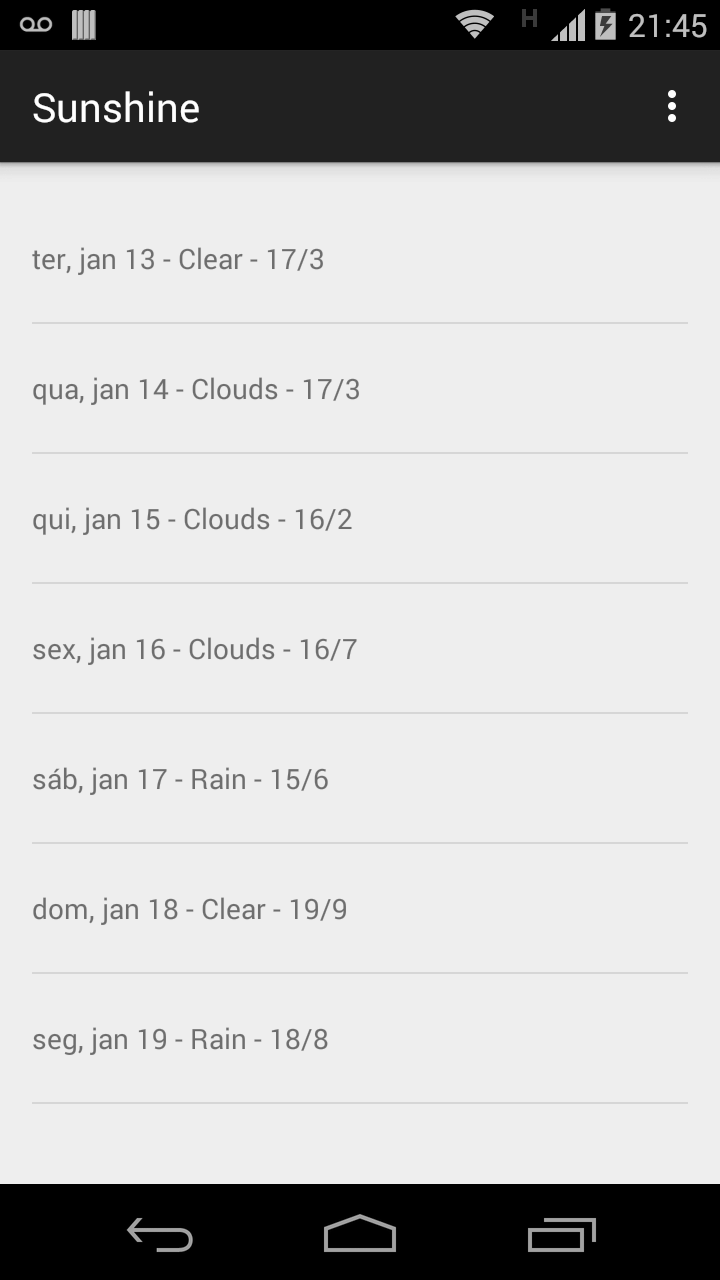 H 21:45
Sunshine
ter, jan 13 - Clear - 17/3
qua, jan 14 - Clouds - 17/3
qui, jan 15 - Clouds - 16/2
sex, jan 16 - Clouds - 16/7
sáb, jan 17 - Rain - 15/6
dom, jan 18 - Clear - 19/9
seg, jan 19 - Rain - 18/8